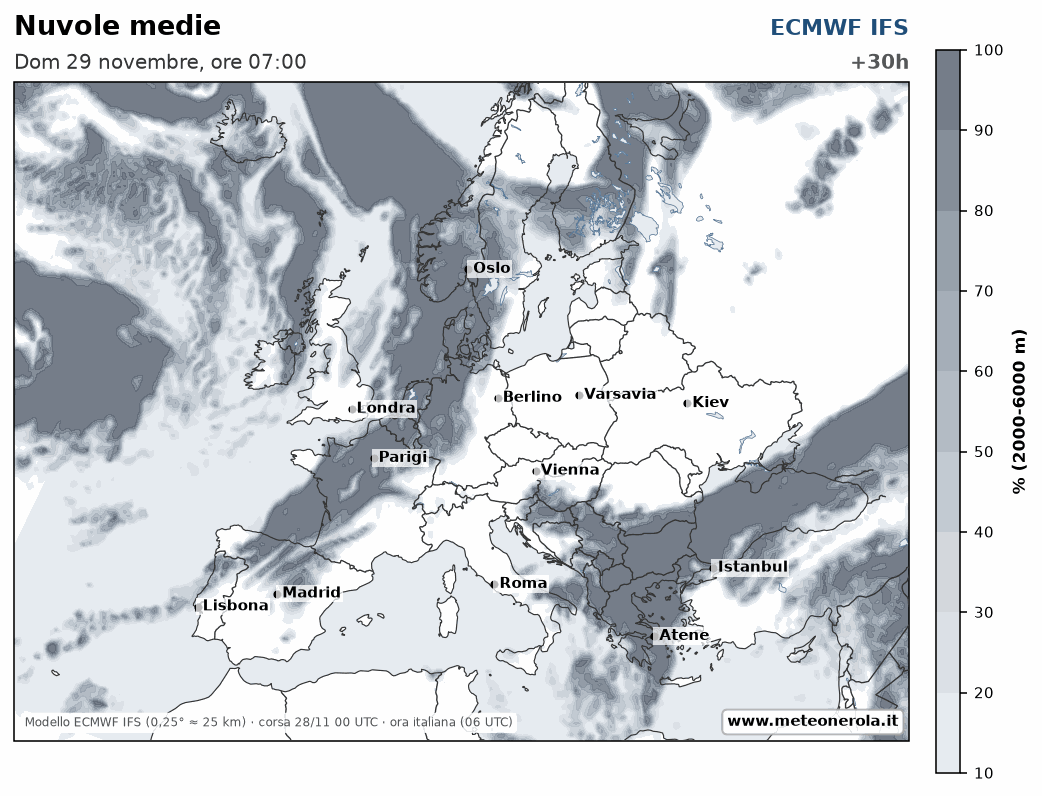 Nuvole medie
ECMWF IFS
Dom 29 novembre, ore 07:00
+30h
100
90
80
70
60
50
40
30
20
10
% (2000-6000 m)
Oslo
Londra
Berlino
Varsavia
Kiev
Parigi
Vienna
Istanbul
Roma
Madrid
Lisbona
Atene
Modello ECMWF IFS (0,25° ≈ 25 km) · corsa 28/11 00 UTC · ora italiana (06 UTC)
www.meteonerola.it